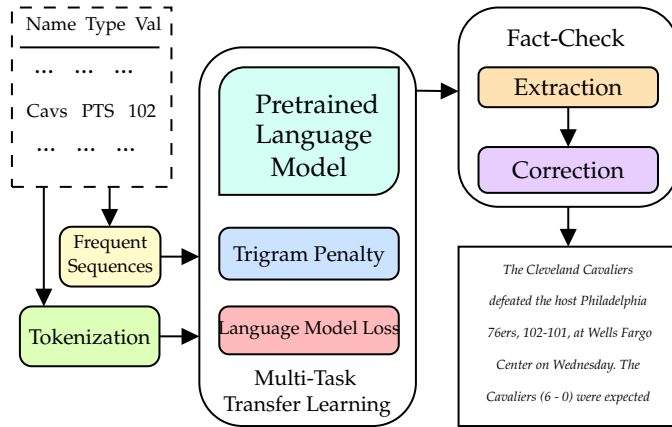 Name Type Val
... ... ...
Cavs PTS 102
... ... ...
Frequent
Sequences
Tokenization
Pretrained
Language
Model
Trigram Penalty
Language Model Loss
Multi-Task
Transfer Learning
Fact-Check
Extraction
Correction
The Cleveland Cavaliers
defeated the host Philadelphia
76ers, 102-101, at Wells Fargo
Center on Wednesday. The
Cavaliers (6 - 0) were expected